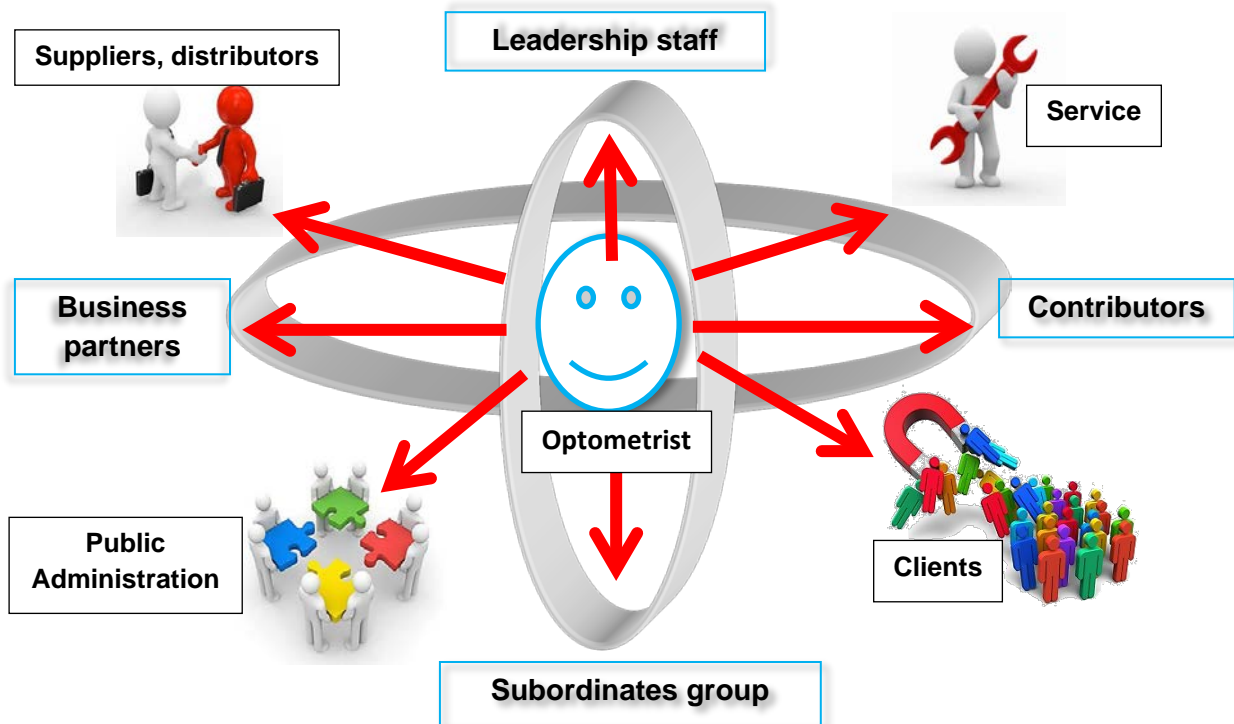 Leadership staff
Suppliers, distributors
Service
Business
partners
Contributors
Optometrist
Public
Administration
Clients
Subordinates group